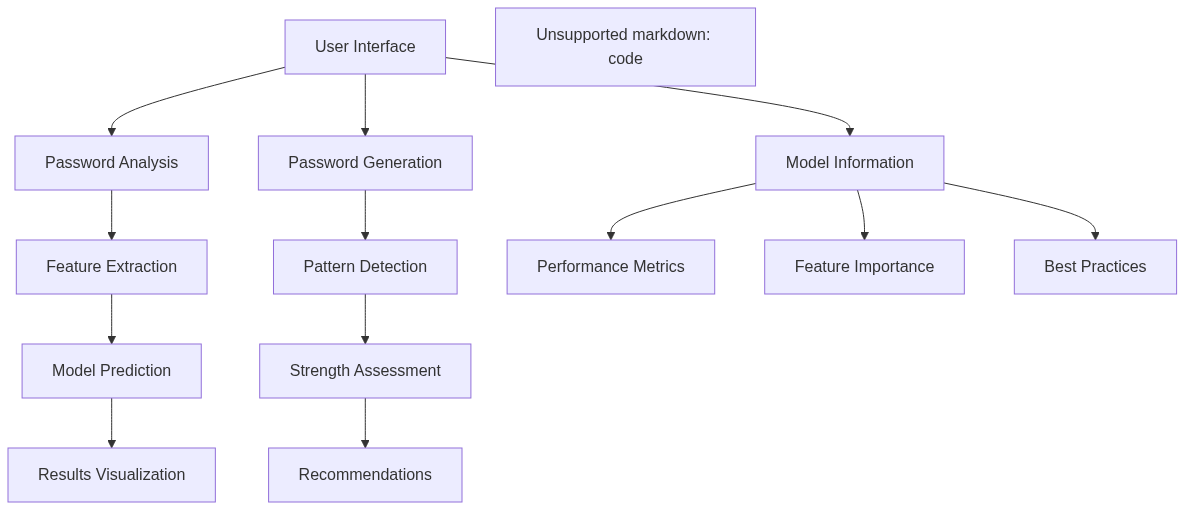 User Interface
Unsupported markdown:
code
Password Analysis
Password Generation
Model Information
Feature Extraction
Pattern Detection
Performance Metrics
Feature Importance
Best Practices
Model Prediction
Strength Assessment
Results Visualization
Recommendations